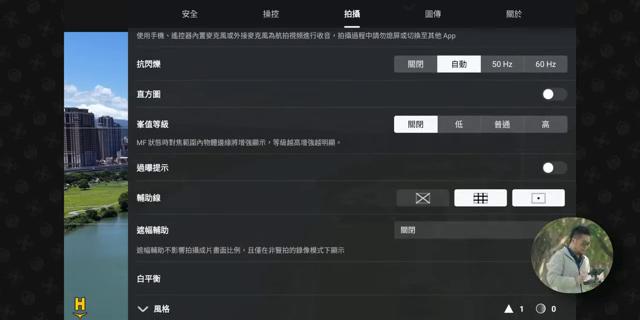 安全 操控 拍攝 圖傳 關於
使用手機、遙控器內置麥克風或外接麥克風為航拍視頻進行收音，拍攝過程中請勿熄屏或切換至其他 App
抗閃爍 關閉 自動 50 Hz 60 Hz
直方圖
峯值等級 關閉 低 普通 高
MF 狀態時對焦範圍內物體邊緣將增強顯示，等級越高增強越明顯。
過曝提示
輔助線
遮幅輔助 關閉
遮幅輔助不影響拍攝成片畫面比例，且僅在非豎拍的錄像模式下顯示
白平衡
風格 1 0
H